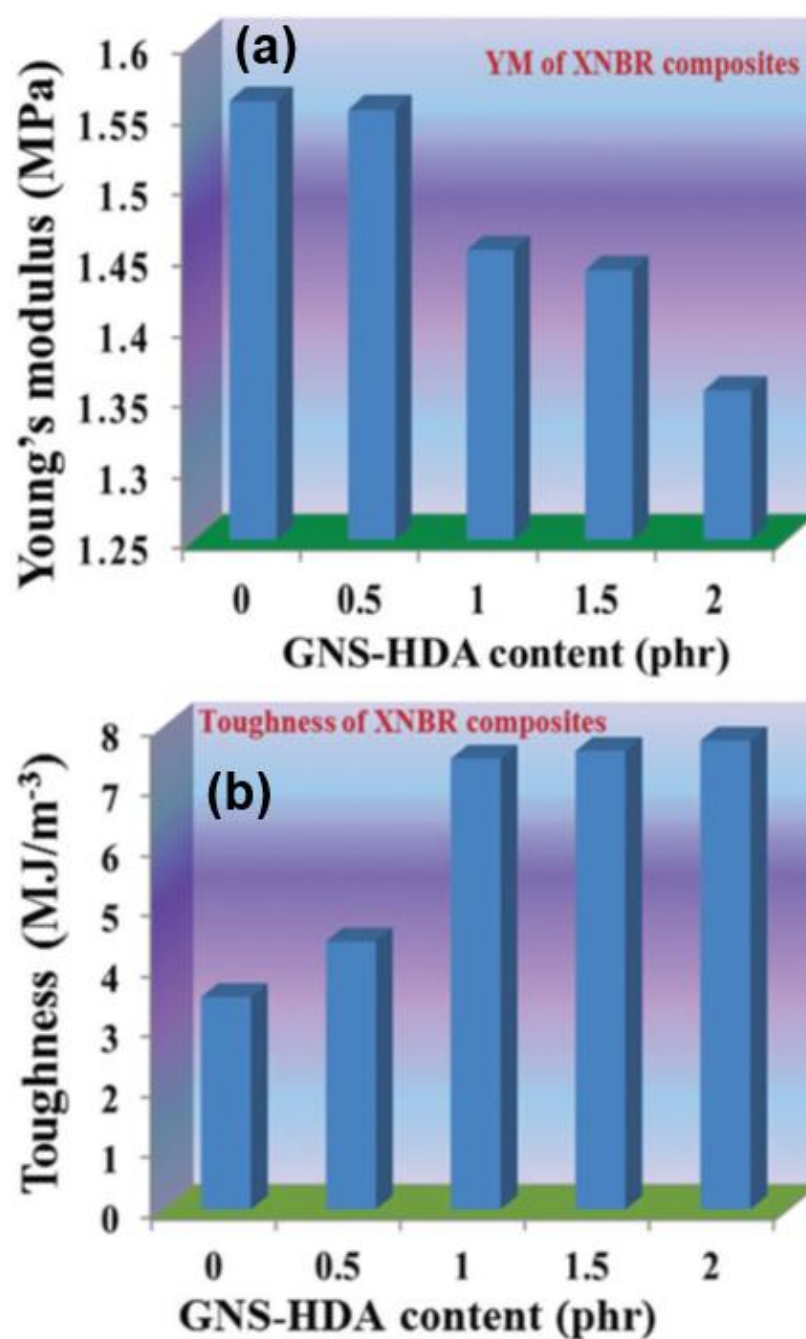 (a)
YM of XNBR composites
Young's modulus (MPa)
1.6
1.55
1.5
1.45
1.4
1.35
1.3
1.25
0 0.5 1 1.5 2
GNS-HDA content (phr)
Toughness of XNBR composites
(b)
Toughness (MJ/m⁻³)
8
7
6
5
4
3
2
1
0
0 0.5 1 1.5 2
GNS-HDA content (phr)